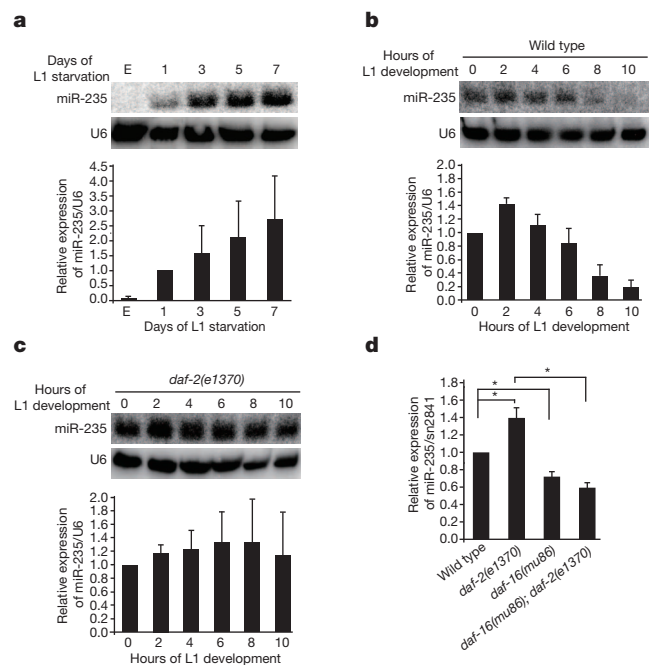 a
Days of
L1 starvation
E 1 3 5 7
miR-235
U6
Relative expression
of miR-235/U6
4.5
4.0
3.5
3.0
2.5
2.0
1.5
1.0
0.5
0.0
E 1 3 5 7
Days of L1 starvation
b
Wild type
Hours of
L1 development
0 2 4 6 8 10
miR-235
U6
Relative expression
of miR-235/U6
2.0
1.8
1.6
1.4
1.2
1.0
0.8
0.6
0.4
0.2
0.0
0 2 4 6 8 10
Hours of L1 development
c
daf-2(e1370)
Hours of
L1 development
0 2 4 6 8 10
miR-235
U6
Relative expression
of miR-235/U6
2.0
1.8
1.6
1.4
1.2
1.0
0.8
0.6
0.4
0.2
0.0
0 2 4 6 8 10
Hours of L1 development
d
Relative expression
of miR-235/sn2841
1.8
1.6
1.4
1.2
1.0
0.8
0.6
0.4
0.2
0.0
*
*
*
Wild type
daf-2(e1370)
daf-16(mu86)
daf-16(mu86); daf-2(e1370)